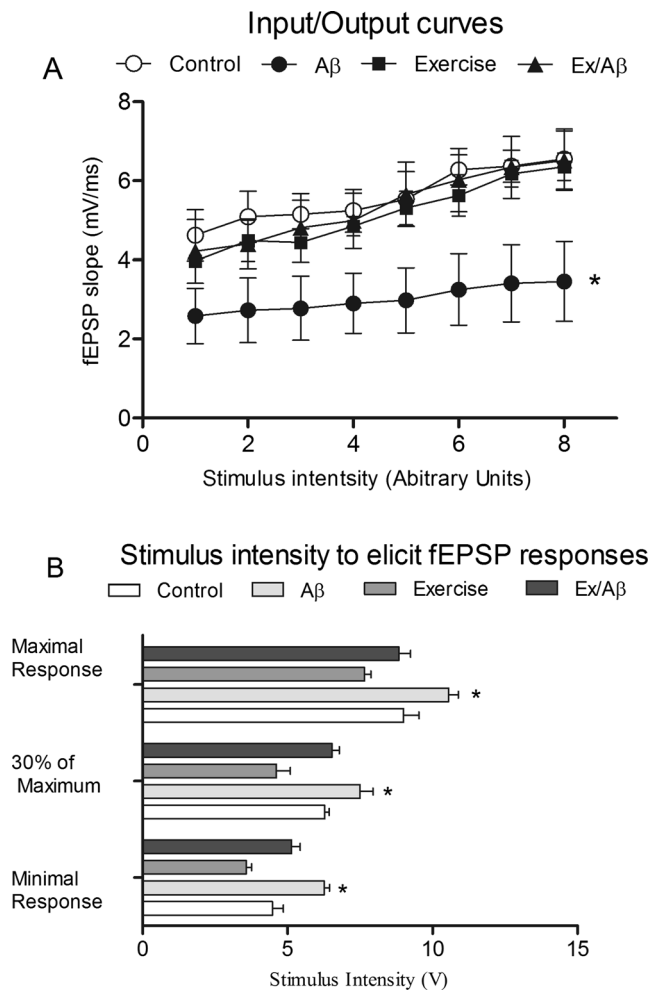 Input/Output curves
A
Control Aβ Exercise Ex/Aβ
8
6
4
2
0
fEPSP slope (mV/ms)
*
0 2 4 6 8
Stimulus intentsity (Abitrary Units)
B
Stimulus intensity to elicit fEPSP responses
Control Aβ Exercise Ex/Aβ
Maximal
Response
*
30% of
Maximum
*
Minimal
Response
*
0 5 10 15
Stimulus Intensity (V)